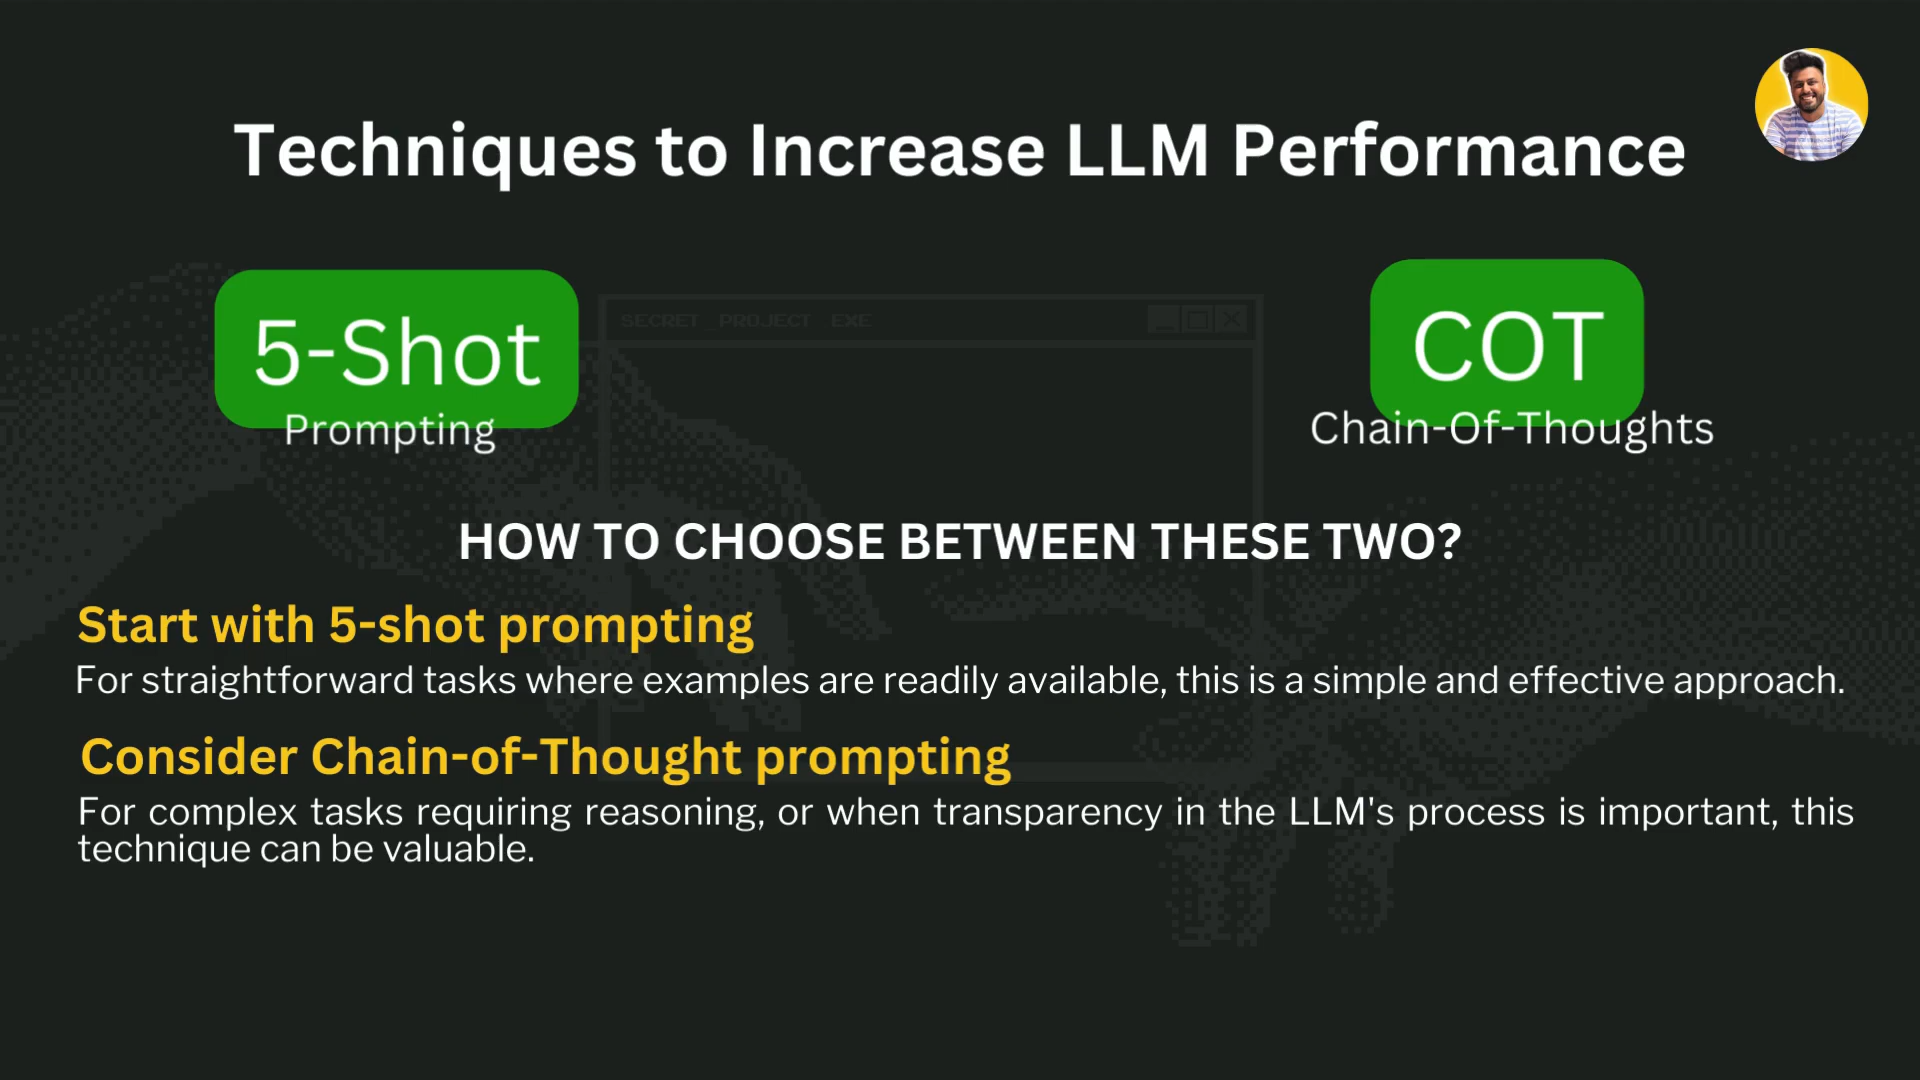 Techniques to Increase LLM Performance
SECRET_PROJECT_EXE
5-Shot
Prompting
COT
Chain-Of-Thoughts
HOW TO CHOOSE BETWEEN THESE TWO?
Start with 5-shot prompting
For straightforward tasks where examples are readily available, this is a simple and effective approach.
Consider Chain-of-Thought prompting
For complex tasks requiring reasoning, or when transparency in the LLM's process is important, this
technique can be valuable.